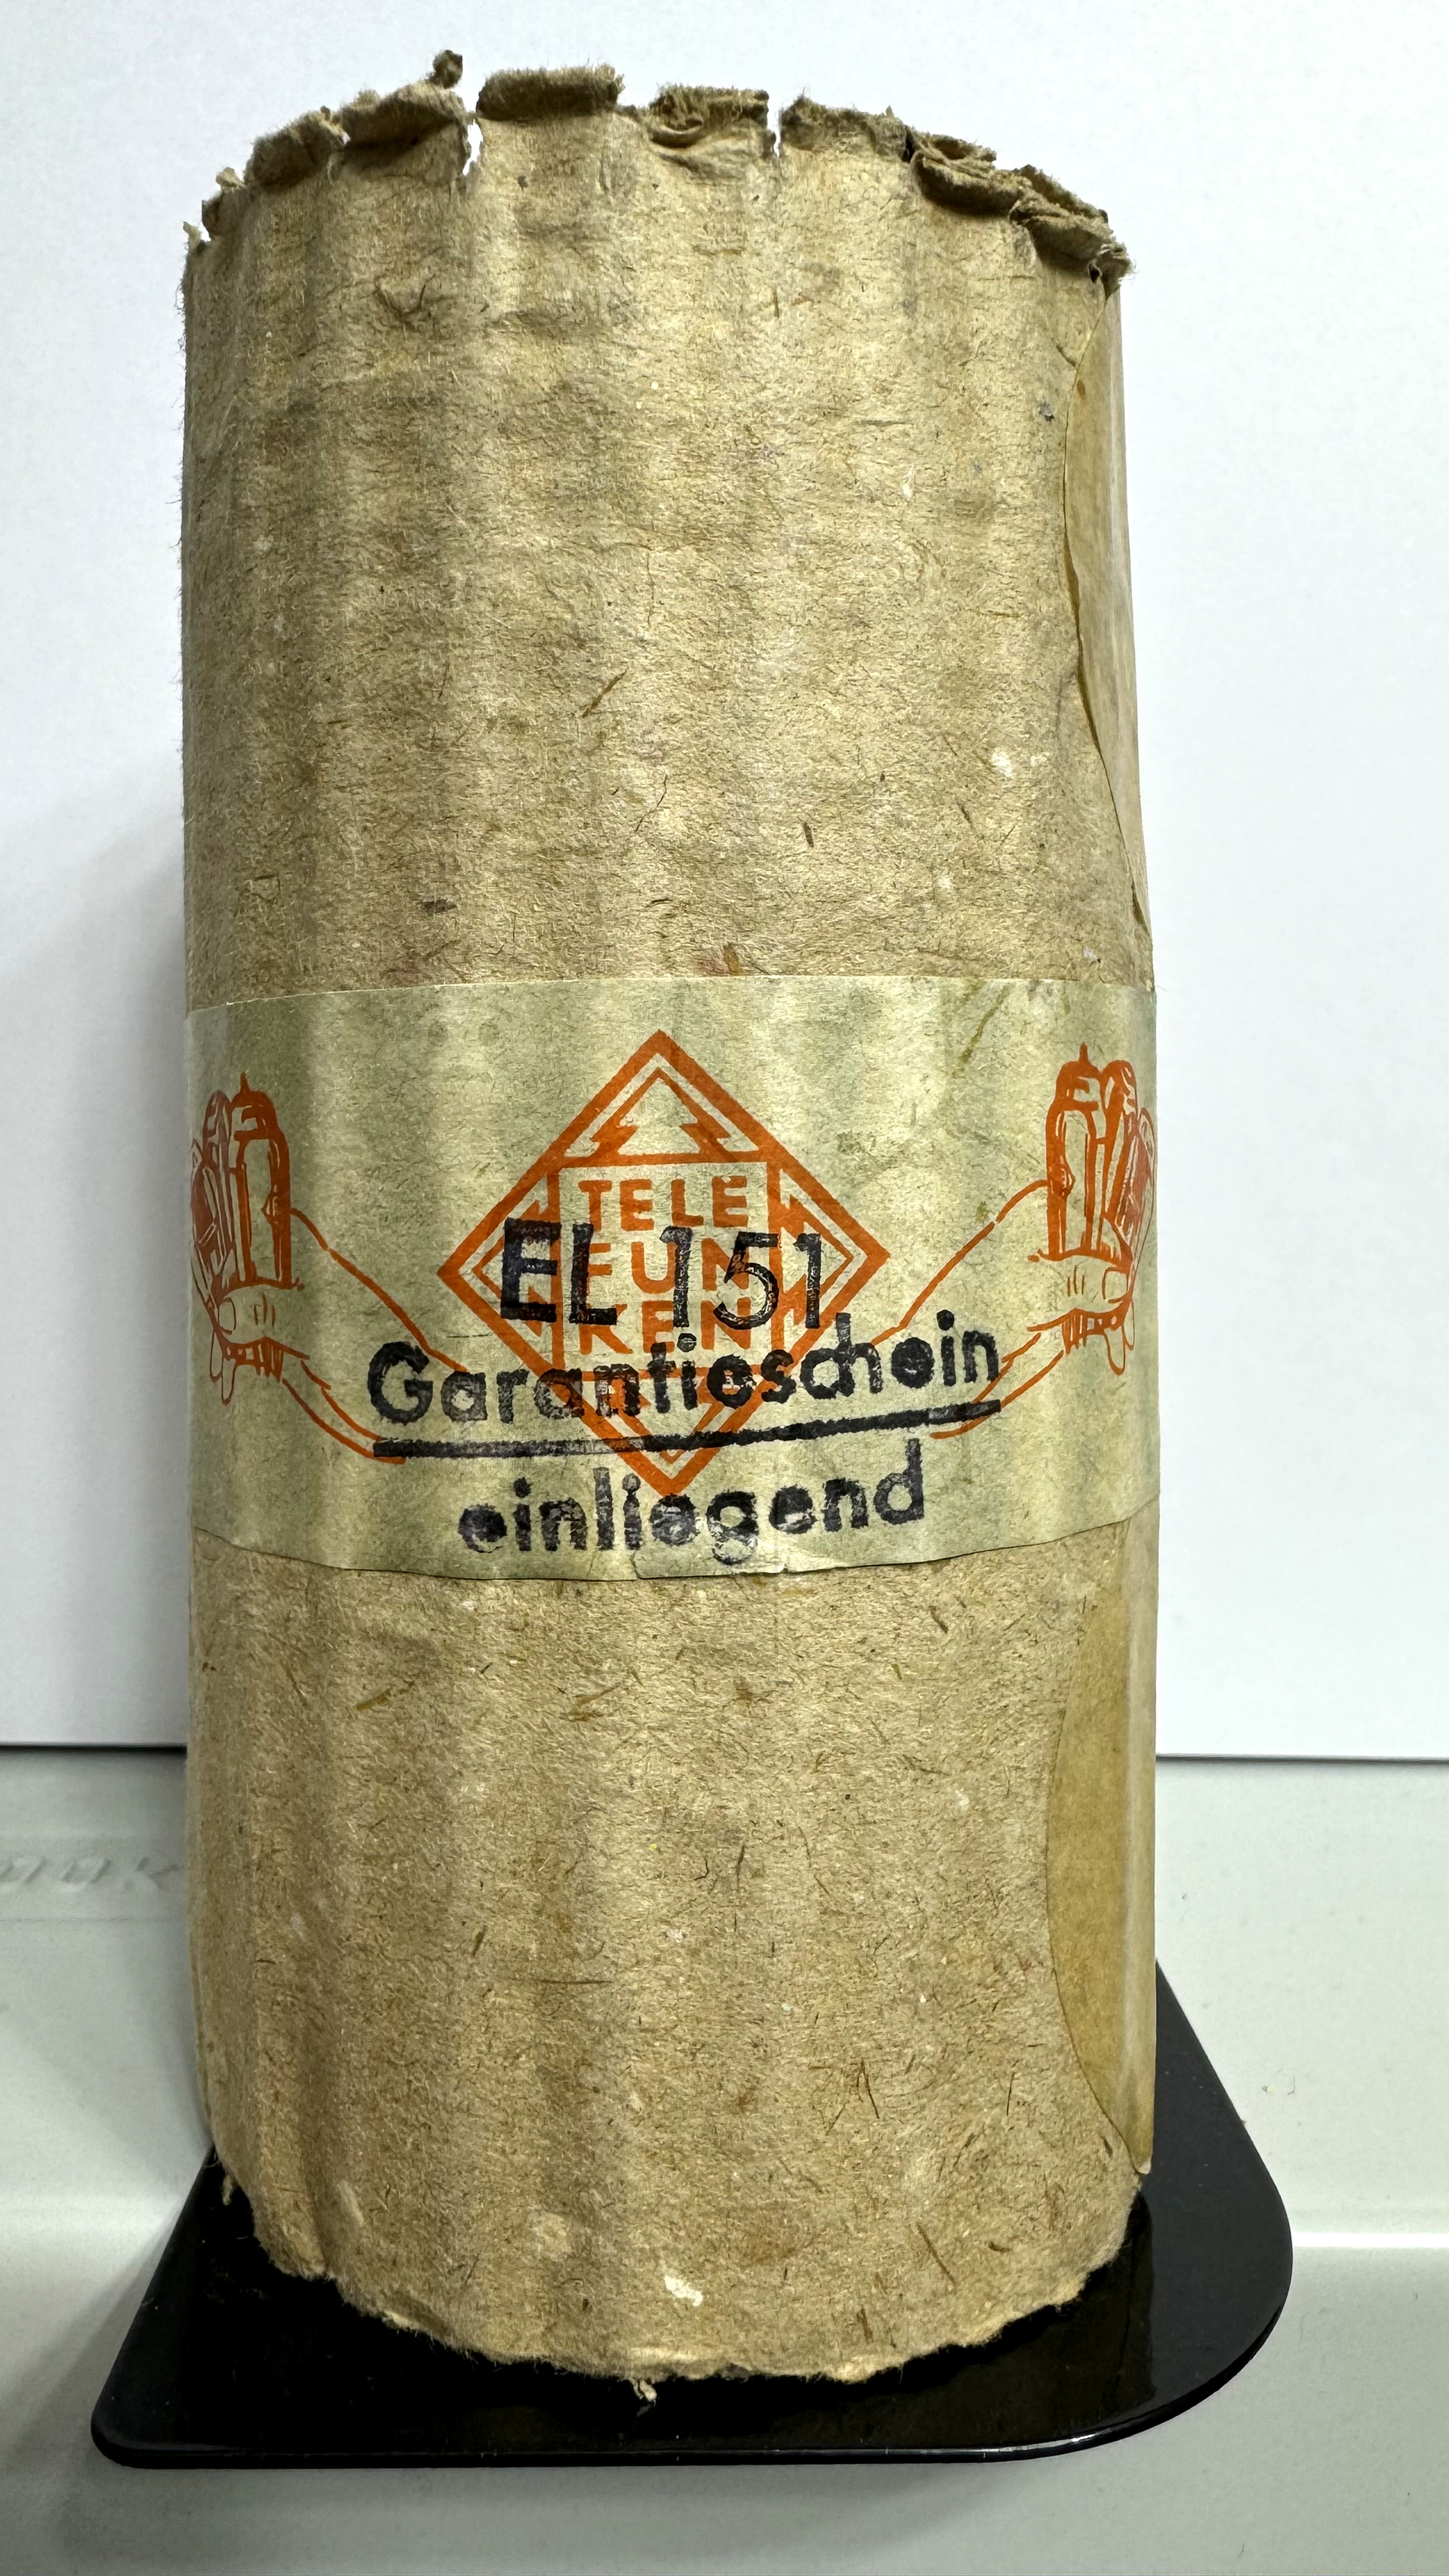 TELE
FUN
KEN
EL 151
Garantieschein
einliegend